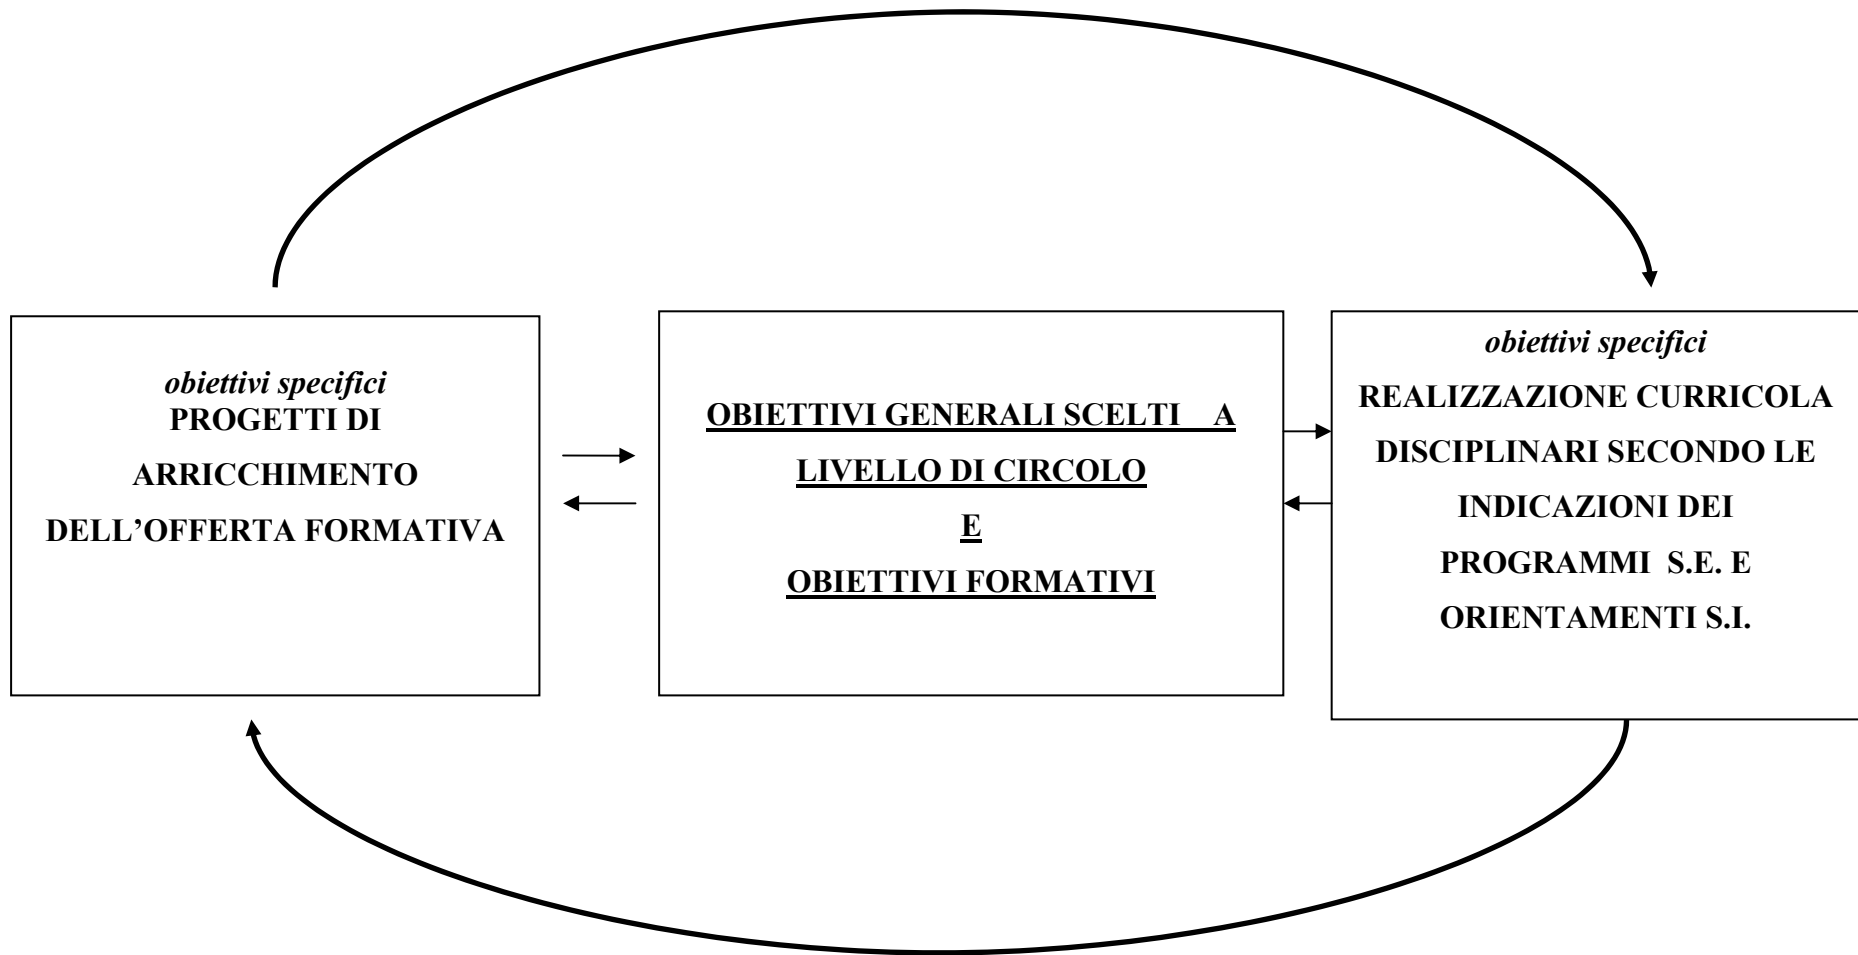 obiettivi specifici
PROGETTI DI
ARRICCHIMENTO
DELL’OFFERTA FORMATIVA
OBIETTIVI GENERALI SCELTI A
LIVELLO DI CIRCOLO
E
OBIETTIVI FORMATIVI
obiettivi specifici
REALIZZAZIONE CURRICOLA
DISCIPLINARI SECONDO LE
INDICAZIONI DEI
PROGRAMMI S.E. E
ORIENTAMENTI S.I.